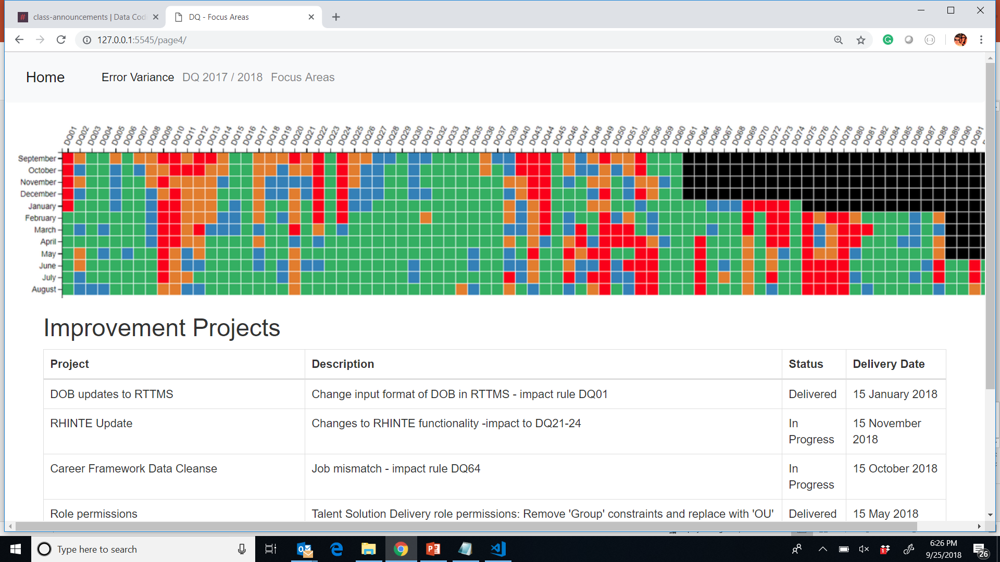 class-announcements | Data Cod
DQ - Focus Areas
127.0.0.1:5545/page4/
Home
Error Variance DQ 2017 / 2018 Focus Areas
DQ01 DQ02 DQ03 DQ04 DQ05 DQ06 DQ07 DQ08 DQ09 DQ10 DQ11 DQ12 DQ13 DQ14 DQ15 DQ16 DQ17 DQ18 DQ19 DQ20 DQ21 DQ22 DQ23 DQ24 DQ25 DQ26 DQ27 DQ28 DQ29 DQ30 DQ31 DQ32 DQ33 DQ34 DQ35 DQ36 DQ37 DQ39 DQ40 DQ43 DQ44 DQ45 DQ46 DQ47 DQ48 DQ49 DQ50 DQ51 DQ52 DQ56 DQ59 DQ60 DQ61 DQ64 DQ66 DQ67 DQ68 DQ69 DQ70 DQ72 DQ73 DQ74 DQ75 DQ76 DQ77 DQ78 DQ80 DQ81 DQ82 DQ84 DQ85 DQ86 DQ87 DQ88 DQ89 DQ90 DQ91
September
October
November
December
January
February
March
April
May
June
July
August
Improvement Projects
Project Description Status Delivery Date
DOB updates to RTTMS Change input format of DOB in RTTMS - impact rule DQ01 Delivered 15 January 2018
RHINTE Update Changes to RHINTE functionality -impact to DQ21-24 In 15 November
Progress 2018
Career Framework Data Cleanse Job mismatch - impact rule DQ64 In 15 October 2018
Progress
Role permissions Talent Solution Delivery role permissions: Remove 'Group' constraints and replace with 'OU' Delivered 15 May 2018
Type here to search
6:26 PM
9/25/2018
26